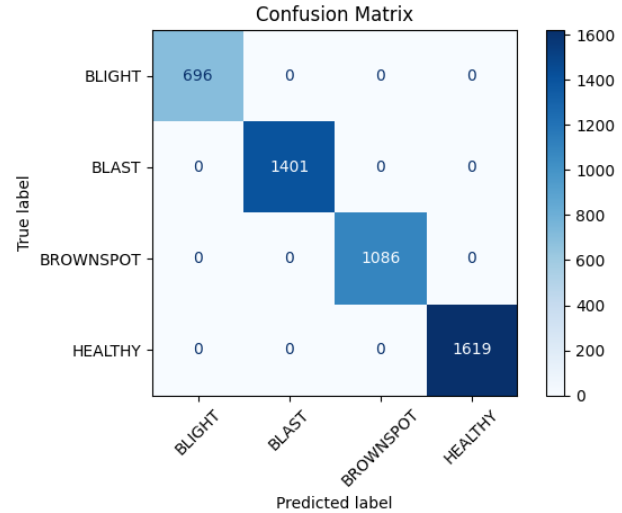 Confusion Matrix
True label
BLIGHT 696 0 0 0
BLAST 0 1401 0 0
BROWNSPOT 0 0 1086 0
HEALTHY 0 0 0 1619
BLIGHT BLAST BROWNSPOT HEALTHY
Predicted label
1600
1400
1200
1000
800
600
400
200
0